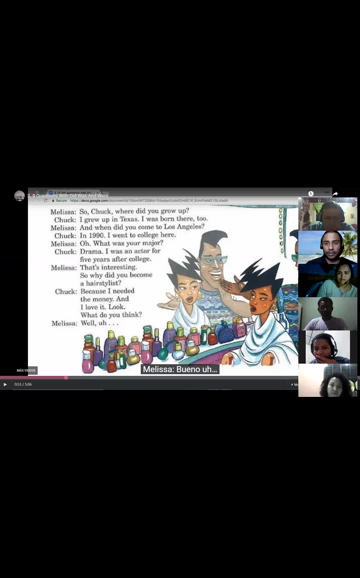 Melissa: So, Chuck, where did you grow up?
Chuck: I grew up in Texas. I was born there, too.
Melissa: And when did you come to Los Angeles?
Chuck: In 1990. I went to college here.
Melissa: Oh. What was your major?
Chuck: Drama. I was an actor for
five years after college.
Melissa: That's interesting.
So why did you become
a hairstylist?
Chuck: Because I needed
the money. And
I love it. Look.
What do you think?
Melissa: Well, uh . . .
Melissa: Bueno uh...
MÁS VIDEOS